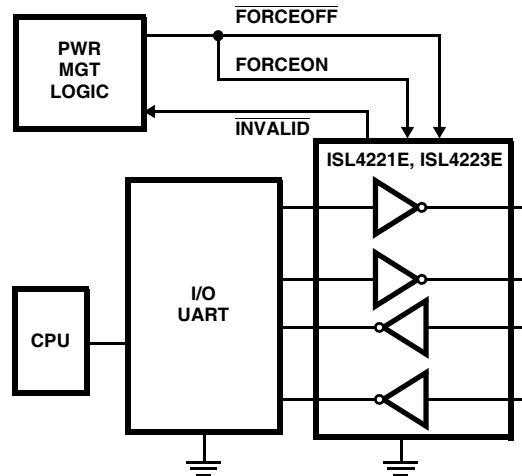 FORCEOFF
PWR
MGT
LOGIC
FORCEON
INVALID
ISL4221E, ISL4223E
I/O
UART
CPU